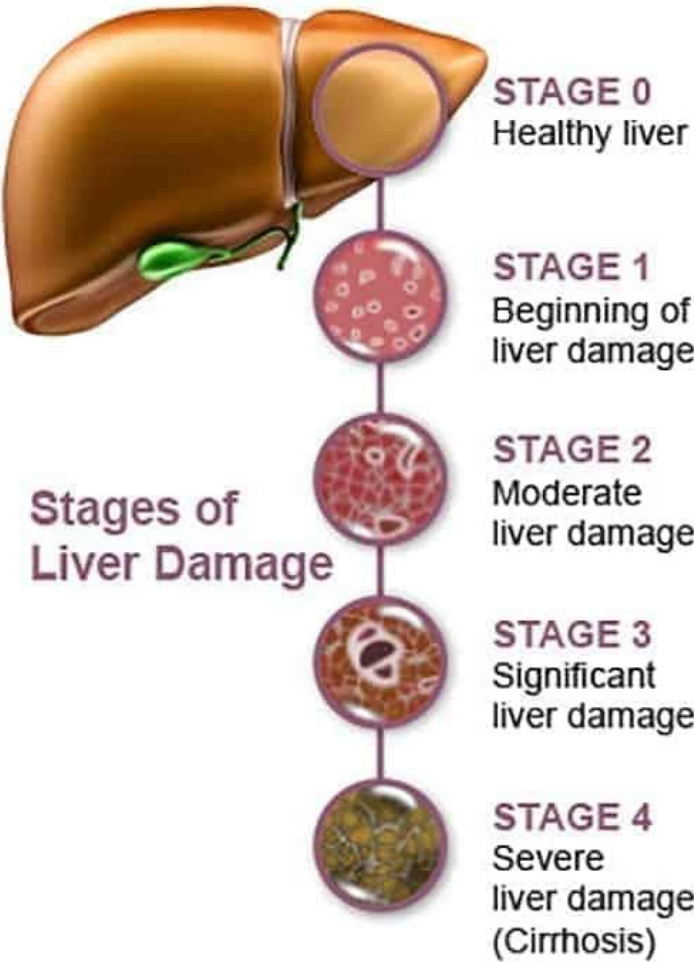 STAGE 0
Healthy liver
STAGE 1
Beginning of
liver damage
STAGE 2
Moderate
liver damage
Stages of
Liver Damage
STAGE 3
Significant
liver damage
STAGE 4
Severe
liver damage
(Cirrhosis)